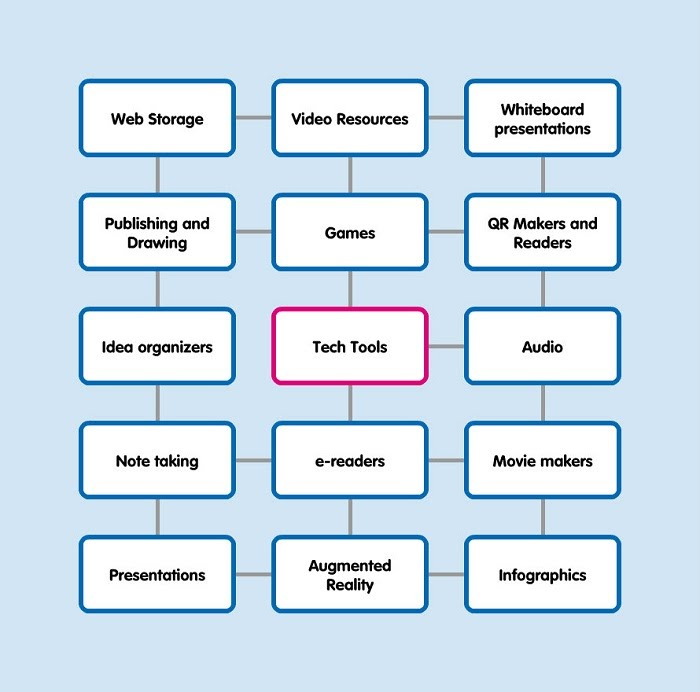 Web Storage
Video Resources
Whiteboard
presentations
Publishing and
Drawing
Games
QR Makers and
Readers
Idea organizers
Tech Tools
Audio
Note taking
e-readers
Movie makers
Presentations
Augmented
Reality
Infographics